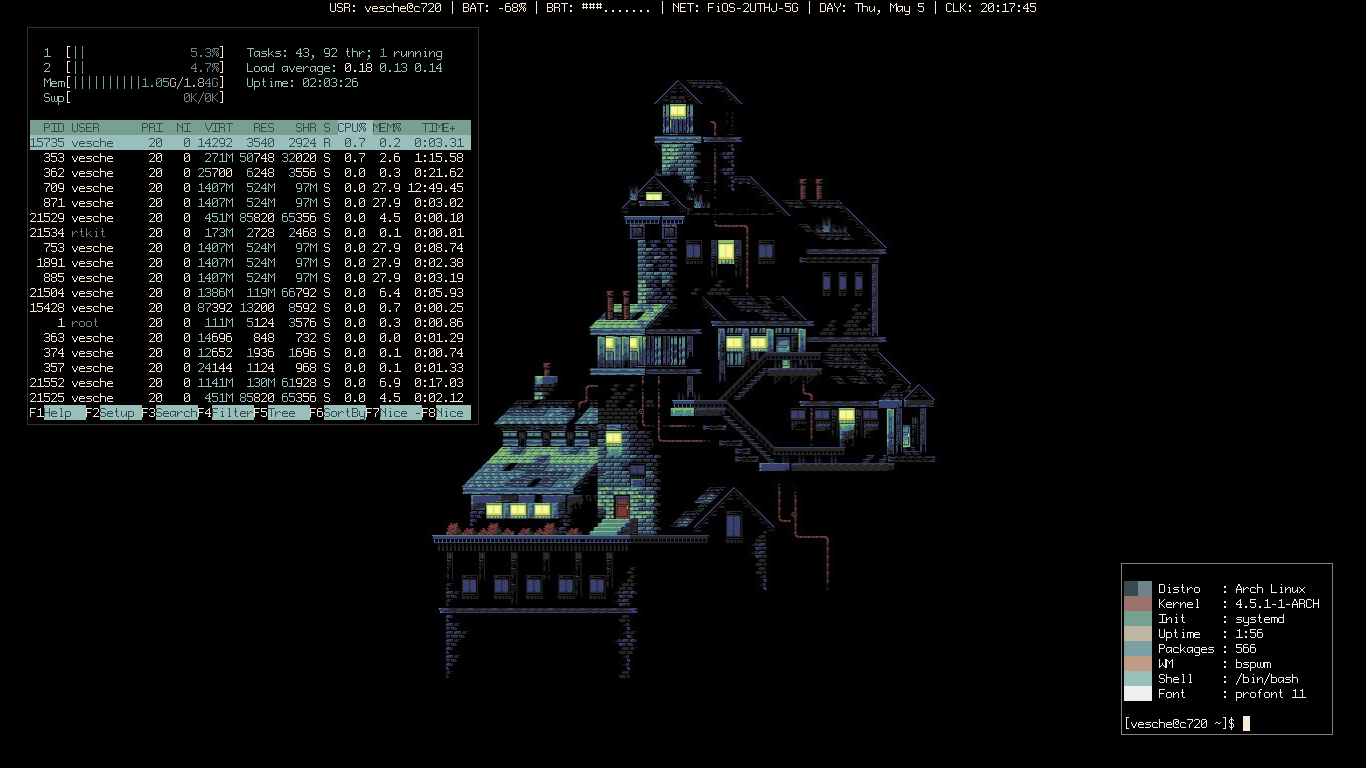 USR: vesche@c720 | BAT: -68% | BRT: ###....... | NET: FiOS-2UTHJ-5G | DAY: Thu, May 5 | CLK: 20:17:45
1 [|| 5.3%] Tasks: 43, 92 thr; 1 running
2 [|| 4.7%] Load average: 0.18 0.13 0.14
Mem[||||||||||1.05G/1.84G] Uptime: 02:03:26
Swp[ 0K/0K]
PID USER PRI NI VIRT RES SHR S CPU% MEM% TIME+
15735 vesche 20 0 14292 3540 2924 R 0.7 0.2 0:03.31
353 vesche 20 0 271M 50748 32020 S 0.7 2.6 1:15.58
362 vesche 20 0 25700 6248 3556 S 0.0 0.3 1:21.62
709 vesche 20 0 1407M 524M 97M S 0.0 27.9 12:49.45
871 vesche 20 0 1407M 524M 97M S 0.0 27.9 0:03.02
21529 vesche 20 0 451M 85820 65356 S 0.0 4.5 0:00.10
21534 rtkit 20 0 173M 2728 2468 S 0.0 0.1 0:00.01
753 vesche 20 0 1407M 524M 97M S 0.0 27.9 0:08.74
1891 vesche 20 0 1407M 524M 97M S 0.0 27.9 0:02.38
885 vesche 20 0 1407M 524M 97M S 0.0 27.9 0:03.19
21504 vesche 20 0 1386M 119M 66792 S 0.0 6.3 0:05.93
15428 vesche 20 0 87392 13200 8592 S 0.0 0.7 0:00.25
1 root 20 0 111M 5124 3576 S 0.0 0.3 0:00.86
363 vesche 20 0 14696 848 732 S 0.0 0.0 0:01.29
374 vesche 20 0 12652 1936 1696 S 0.0 0.1 0:00.74
357 vesche 20 0 24144 1124 968 S 0.0 0.1 0:01.33
21552 vesche 20 0 1141M 130M 61928 S 0.0 6.9 0:17.03
21525 vesche 20 0 451M 85820 65356 S 0.0 4.5 0:02.12
F1Help F2Setup F3SearchF4FilterF5Tree F6SortByF7Nice -F8Nice
Distro : Arch Linux
Kernel : 4.5.1-1-ARCH
Init : systemd
Uptime : 1:56
Packages : 566
WM : bspwm
Shell : /bin/bash
Font : profont 11
[vesche@c720 ~]$